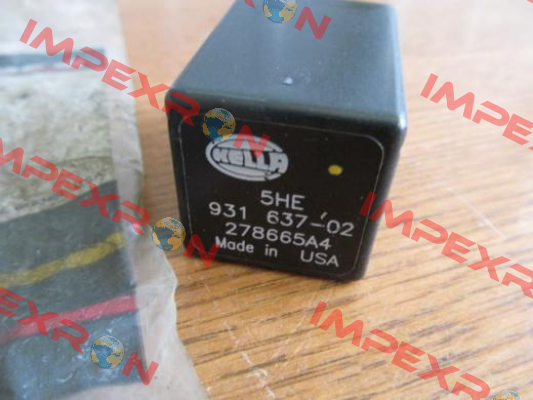 IMPEXRON
IMPEXRON
IMPEXRON
HELLA
5HE
931 637-02
278665A4
Made in USA
IMPEXRON
IMPEXRON
IMPEXRON